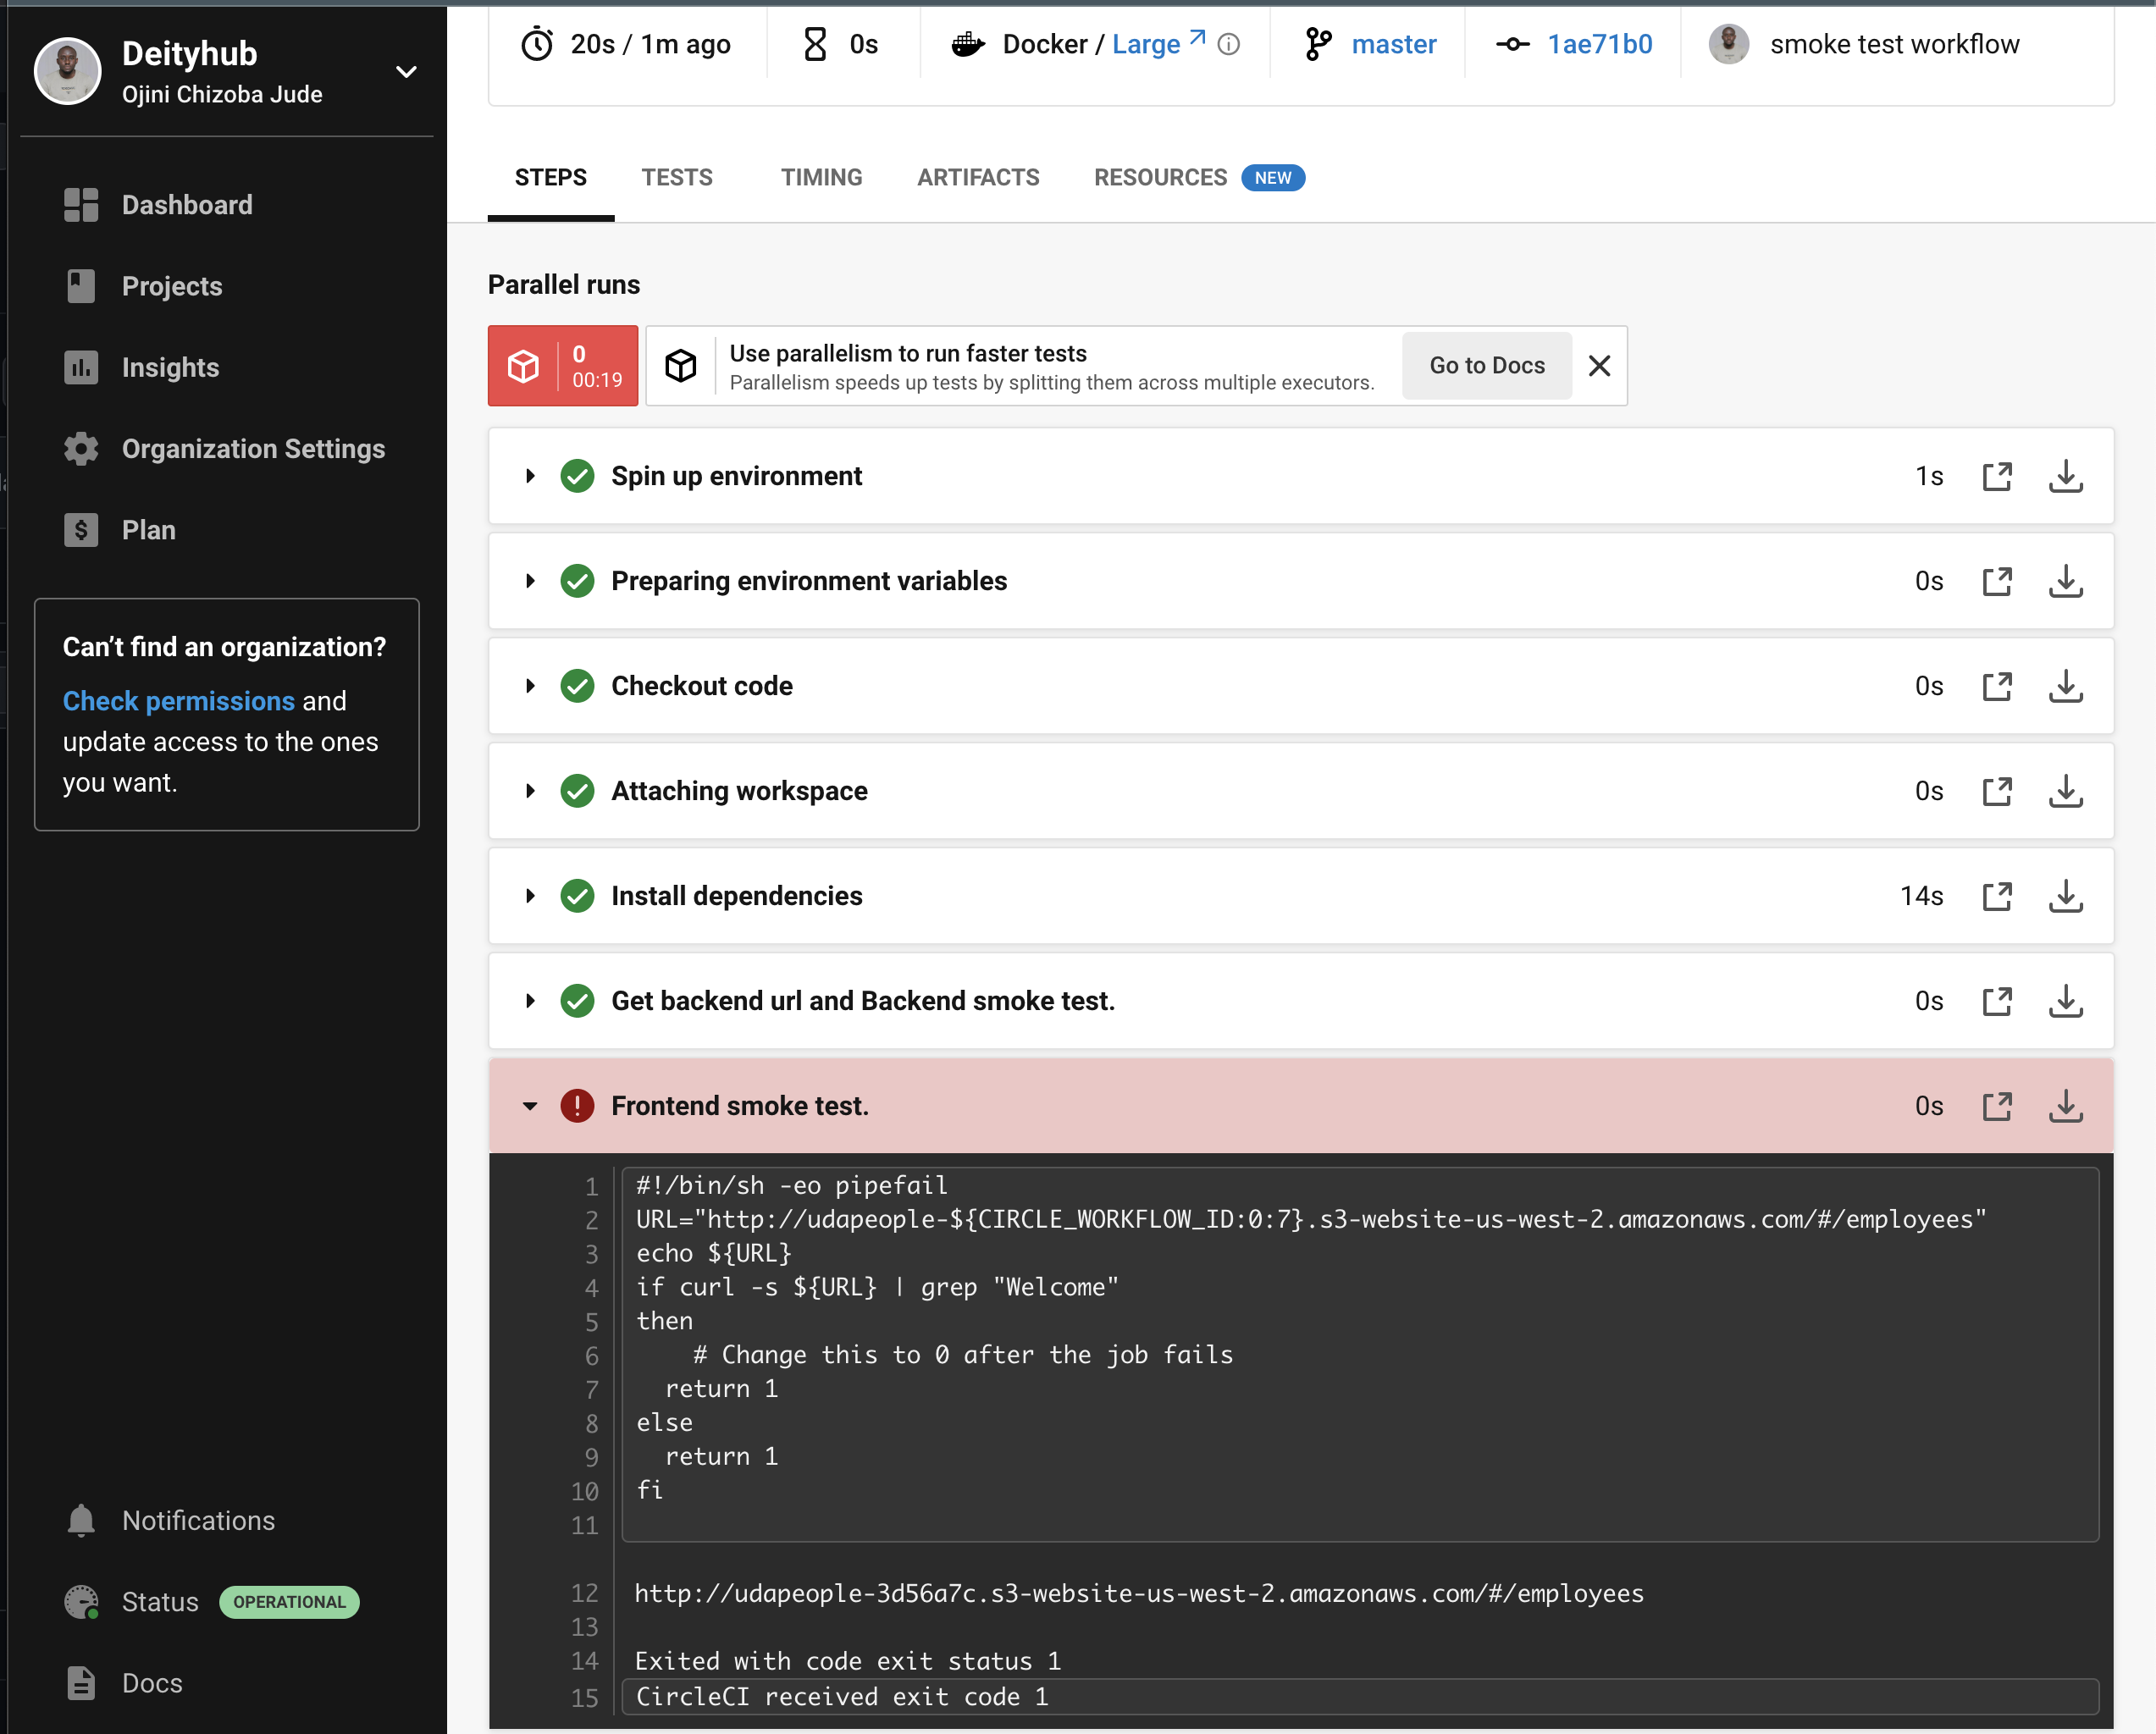 Deityhub
Ojini Chizoba Jude
Dashboard
Projects
Insights
Organization Settings
Plan
Can’t find an organization?
Check permissions and
update access to the ones
you want.
Notifications
Status OPERATIONAL
Docs
20s / 1m ago
0s
Docker / Large
master
1ae71b0
smoke test workflow
STEPS
TESTS
TIMING
ARTIFACTS
RESOURCES NEW
Parallel runs
0
00:19
Use parallelism to run faster tests
Parallelism speeds up tests by splitting them across multiple executors.
Go to Docs
Spin up environment 1s
Preparing environment variables 0s
Checkout code 0s
Attaching workspace 0s
Install dependencies 14s
Get backend url and Backend smoke test. 0s
Frontend smoke test. 0s
1 #!/bin/sh -eo pipefail
2 URL="http://udapeople-${CIRCLE_WORKFLOW_ID:0:7}.s3-website-us-west-2.amazonaws.com/#/employees"
3 echo ${URL}
4 if curl -s ${URL} | grep "Welcome"
5 then
6     # Change this to 0 after the job fails
7   return 1
8 else
9   return 1
10 fi
11
12 http://udapeople-3d56a7c.s3-website-us-west-2.amazonaws.com/#/employees
13
14 Exited with code exit status 1
15 CircleCI received exit code 1